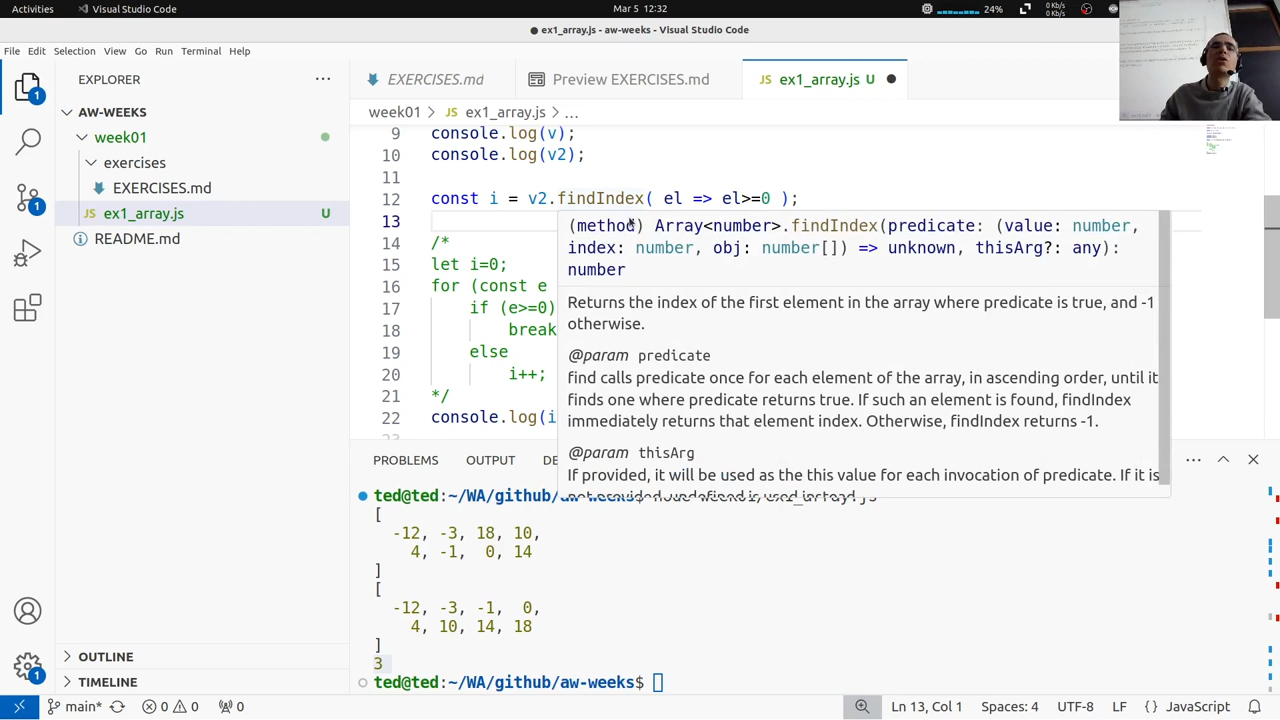 Activities
Visual Studio Code
Mar 5 12:32
24%
0 Kb/s
0 Kb/s
ex1_array.js - aw-weeks - Visual Studio Code
File Edit Selection View Go Run Terminal Help
EXPLORER
EXERCISES.md
Preview EXERCISES.md
ex1_array.js U
AW-WEEKS
week01
exercises
EXERCISES.md
ex1_array.js U
README.md
OUTLINE
TIMELINE
1
1
1
week01 > ex1_array.js > ...
9 console.log(v);
10 console.log(v2);
11
12 const i = v2.findIndex( el => el>=0 );
13
14 /*
15 let i=0;
16 for (const e
17 if (e>=0)
18 break
19 else
20 i++;
21 */
22 console.log(i
23
(method) Array<number>.findIndex(predicate: (value: number,
index: number, obj: number[]) => unknown, thisArg?: any):
number
Returns the index of the first element in the array where predicate is true, and -1
otherwise.
@param predicate
find calls predicate once for each element of the array, in ascending order, until it
finds one where predicate returns true. If such an element is found, findIndex
immediately returns that element index. Otherwise, findIndex returns -1.
@param thisArg
If provided, it will be used as the this value for each invocation of predicate. If it is
PROBLEMS OUTPUT DE
ted@ted:~/WA/github/
[
-12, -3, 18, 10,
4, -1, 0, 14
]
[
-12, -3, -1, 0,
4, 10, 14, 18
]
3
ted@ted:~/WA/github/aw-weeks$
main* 0 0 0
Ln 13, Col 1 Spaces: 4 UTF-8 LF {} JavaScript